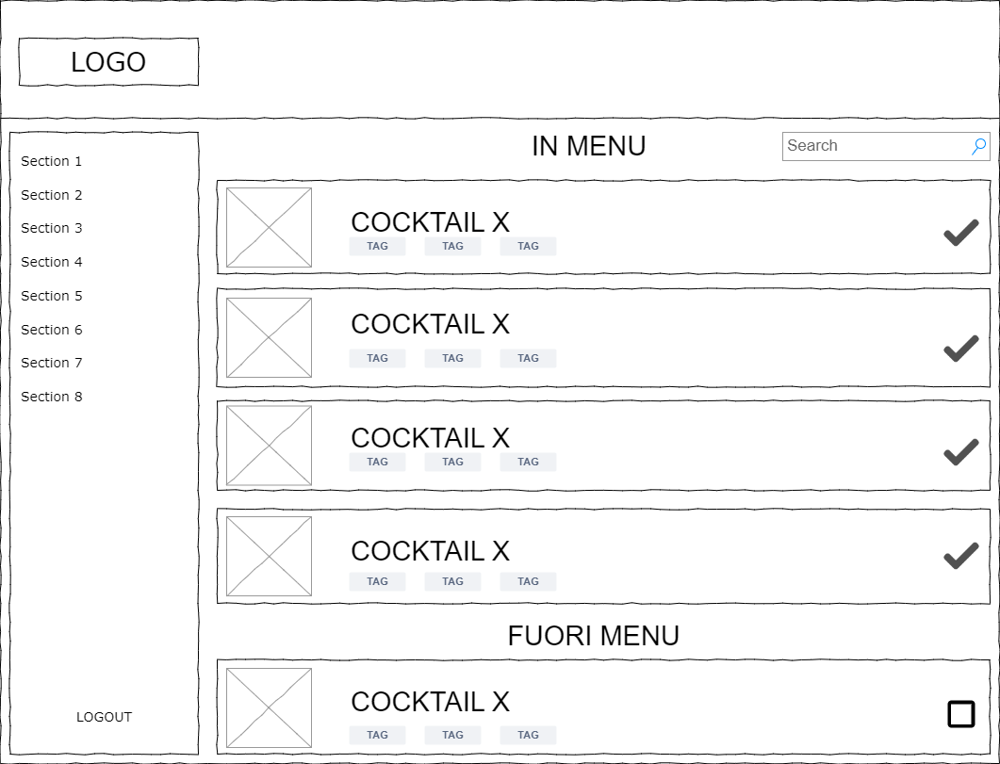 LOGO
Section 1
Section 2
Section 3
Section 4
Section 5
Section 6
Section 7
Section 8
LOGOUT
IN MENU
Search
COCKTAIL X
TAG TAG TAG
COCKTAIL X
TAG TAG TAG
COCKTAIL X
TAG TAG TAG
COCKTAIL X
TAG TAG TAG
FUORI MENU
COCKTAIL X
TAG TAG TAG